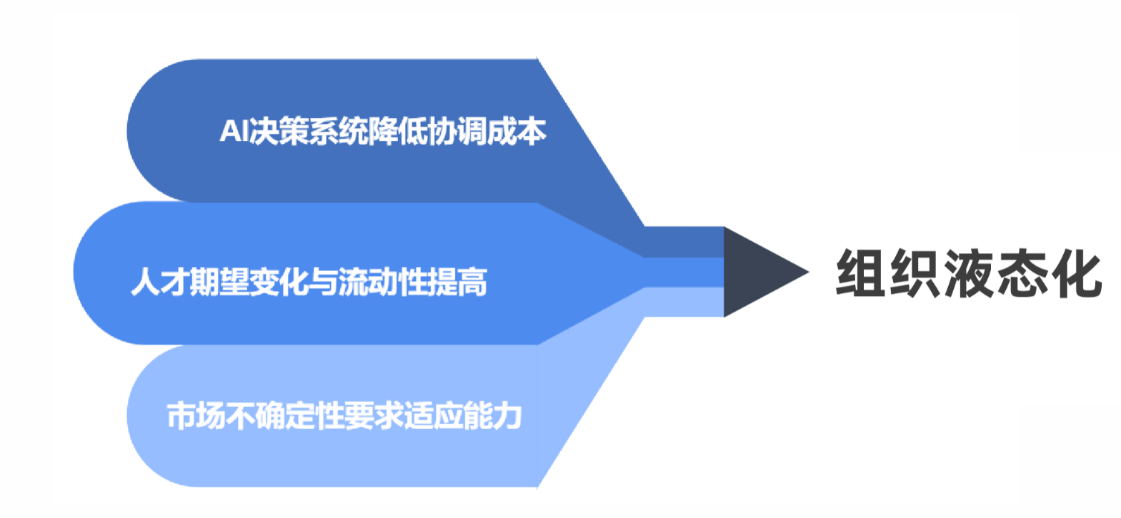 AI决策系统降低协调成本
人才期望变化与流动性提高
组织液态化
市场不确定性要求适应能力